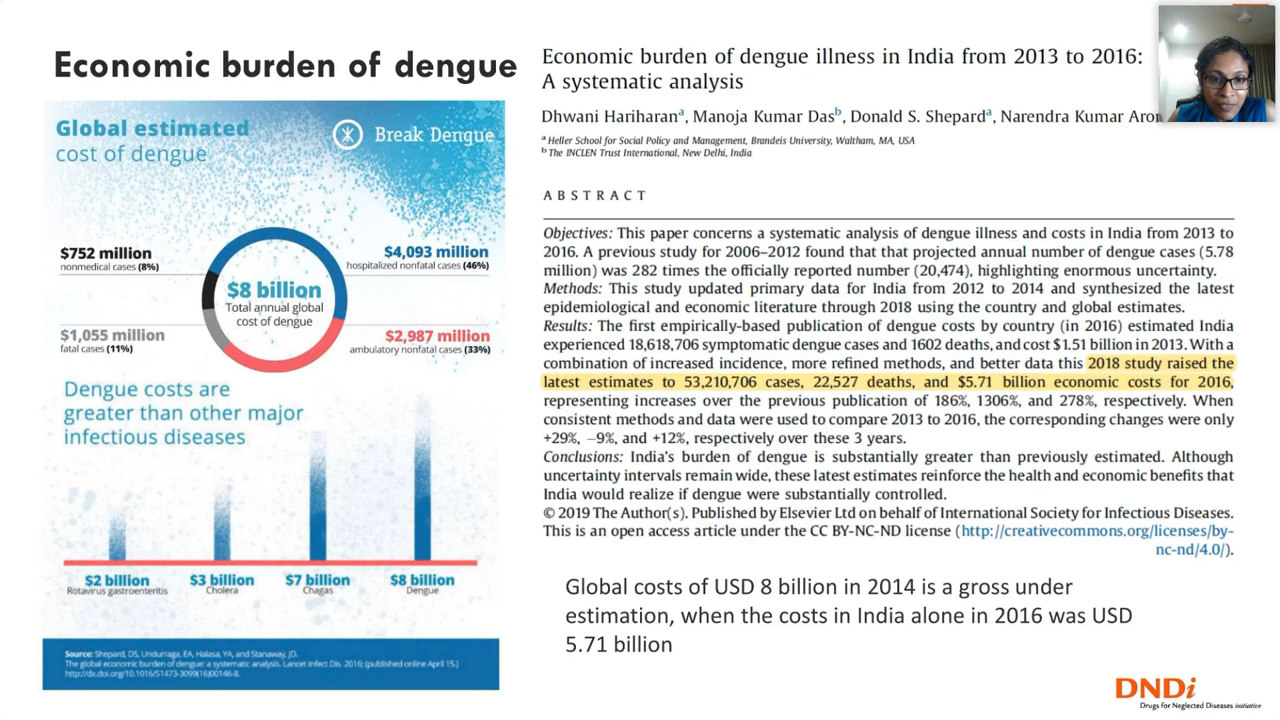 Economic burden of dengue
Global estimated
cost of dengue
Break Dengue
$752 million
nonmedical cases (8%)
$4,093 million
hospitalized nonfatal cases (46%)
$8 billion
Total annual global
cost of dengue
$1,055 million
fatal cases (11%)
$2,987 million
ambulatory nonfatal cases (33%)
Dengue costs are
greater than other major
infectious diseases
$2 billion
Rotavirus gastroenteritis
$3 billion
Cholera
$7 billion
Chagas
$8 billion
Dengue
Source: Shepard, DS, Undurraga, EA, Halasa, YA, and Stanaway, JD.
The global economic burden of dengue: a systematic analysis. Lancet Infect Dis. 2016; (published online April 15.)
http://dx.doi.org/10.1016/S1473-3099(16)00146-8.
Economic burden of dengue illness in India from 2013 to 2016:
A systematic analysis
Dhwani Hariharanª, Manoja Kumar Dasᵇ, Donald S. Shepardª, Narendra Kumar
ª Heller School for Social Policy and Management, Brandeis University, Waltham, MA, USA
ᵇ The INCLEN Trust International, New Delhi, India
ABSTRACT
Objectives: This paper concerns a systematic analysis of dengue illness and costs in India from 2013 to
2016. A previous study for 2006–2012 found that that projected annual number of dengue cases (5.78
million) was 282 times the officially reported number (20,474), highlighting enormous uncertainty.
Methods: This study updated primary data for India from 2012 to 2014 and synthesized the latest
epidemiological and economic literature through 2018 using the country and global estimates.
Results: The first empirically-based publication of dengue costs by country (in 2016) estimated India
experienced 18,618,706 symptomatic dengue cases and 1602 deaths, and cost $1.51 billion in 2013. With a
combination of increased incidence, more refined methods, and better data this 2018 study raised the
latest estimates to 53,210,706 cases, 22,527 deaths, and $5.71 billion economic costs for 2016,
representing increases over the previous publication of 186%, 1306%, and 278%, respectively. When
consistent methods and data were used to compare 2013 to 2016, the corresponding changes were only
+29%, −9%, and +12%, respectively over these 3 years.
Conclusions: India's burden of dengue is substantially greater than previously estimated. Although
uncertainty intervals remain wide, these latest estimates reinforce the health and economic benefits that
India would realize if dengue were substantially controlled.
© 2019 The Author(s). Published by Elsevier Ltd on behalf of International Society for Infectious Diseases.
This is an open access article under the CC BY-NC-ND license (http://creativecommons.org/licenses/by-
nc-nd/4.0/).
Global costs of USD 8 billion in 2014 is a gross under
estimation, when the costs in India alone in 2016 was USD
5.71 billion
DNDi
Drugs for Neglected Diseases initiative